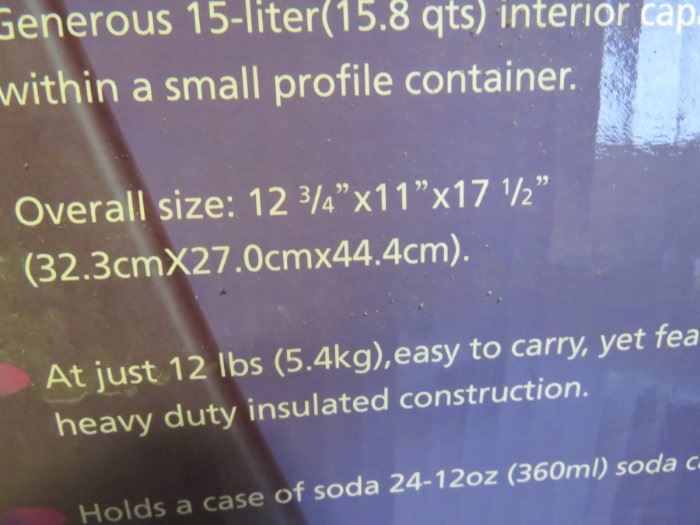 Generous 15-liter(15.8 qts) interior cap
within a small profile container.
Overall size: 12 3/4”x11”x17 1/2”
(32.3cmX27.0cmx44.4cm).
At just 12 lbs (5.4kg),easy to carry, yet fea
heavy duty insulated construction.
Holds a case of soda 24-12oz (360ml) soda c